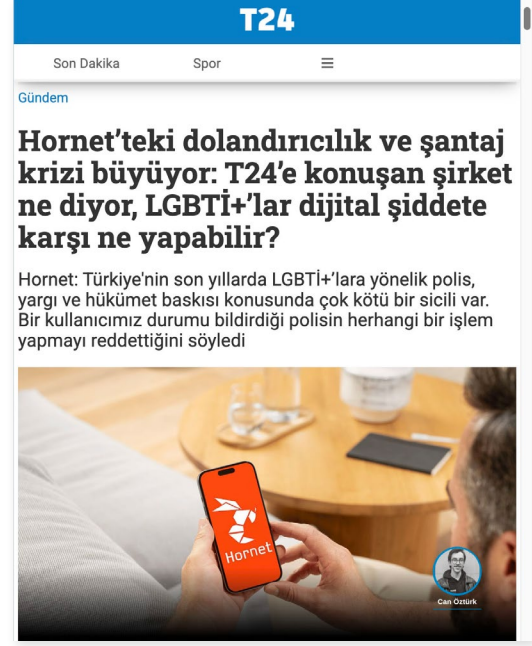 T24
Son Dakika Spor
Gündem
Hornet’teki dolandırıcılık ve şantaj
krizi büyüyor: T24’e konuşan şirket
ne diyor, LGBTİ+’lar dijital şiddete
karşı ne yapabilir?
Hornet: Türkiye'nin son yıllarda LGBTİ+’lara yönelik polis,
yargı ve hükümet baskısı konusunda çok kötü bir sicili var.
Bir kullanıcımız durumu bildirdiği polisin herhangi bir işlem
yapmayı reddettiğini söyledi
Hornet
Can Öztürk